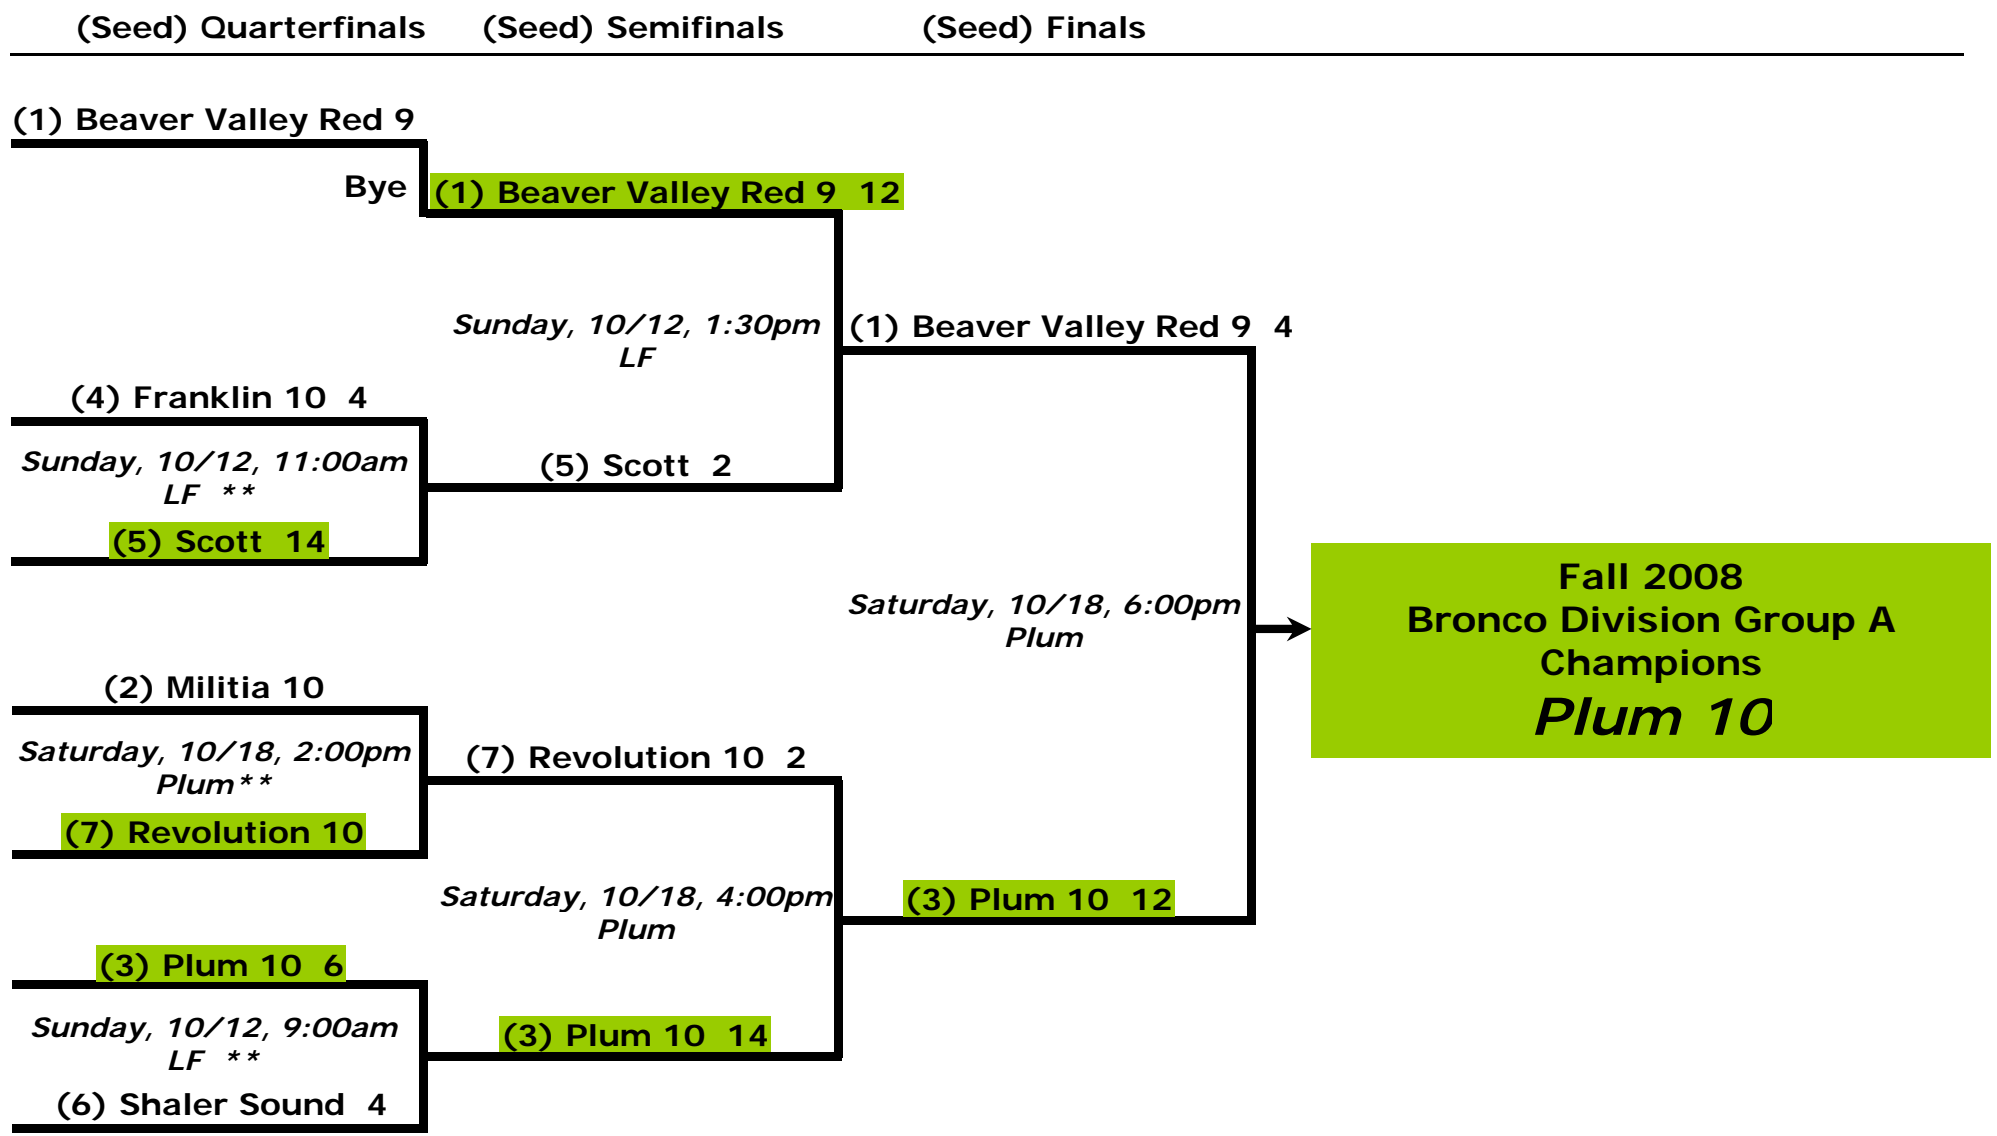 (Seed) Quarterfinals (Seed) Semifinals (Seed) Finals
(1) Beaver Valley Red 9
Bye
(1) Beaver Valley Red 9 12
Sunday, 10/12, 1:30pm
LF
(1) Beaver Valley Red 9 4
(4) Franklin 10 4
Sunday, 10/12, 11:00am
LF **
(5) Scott 2
(5) Scott 14
Saturday, 10/18, 6:00pm
Plum
Fall 2008
Bronco Division Group A
Champions
Plum 10
(2) Militia 10
Saturday, 10/18, 2:00pm
Plum**
(7) Revolution 10 2
(7) Revolution 10
Saturday, 10/18, 4:00pm
Plum
(3) Plum 10 12
(3) Plum 10 6
Sunday, 10/12, 9:00am
LF **
(3) Plum 10 14
(6) Shaler Sound 4